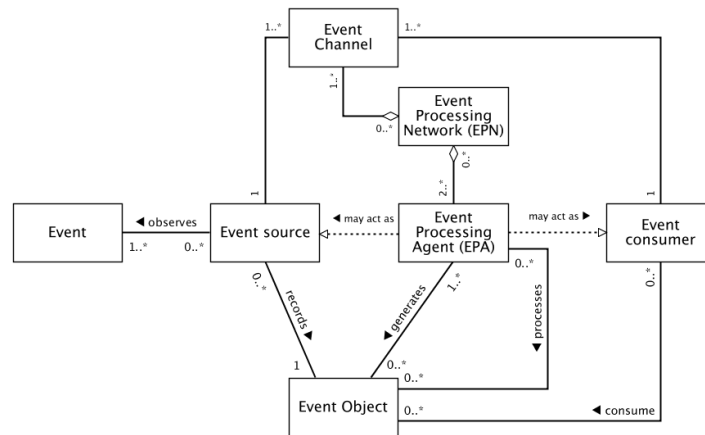 1..*
Event
Channel
1..*
1..*
Event
Processing
Network (EPN)
0..*
0..*
2..*
1
1
Event
◄ observes
1..*
0..*
Event source
◄ may act as
Event
Processing
Agent (EPA)
may act as ►
Event
consumer
0..*
0..*
1..*
0..*
records ►
◄ generates
processes ►
1
0..*
0..*
Event Object
0..*
◄ consume